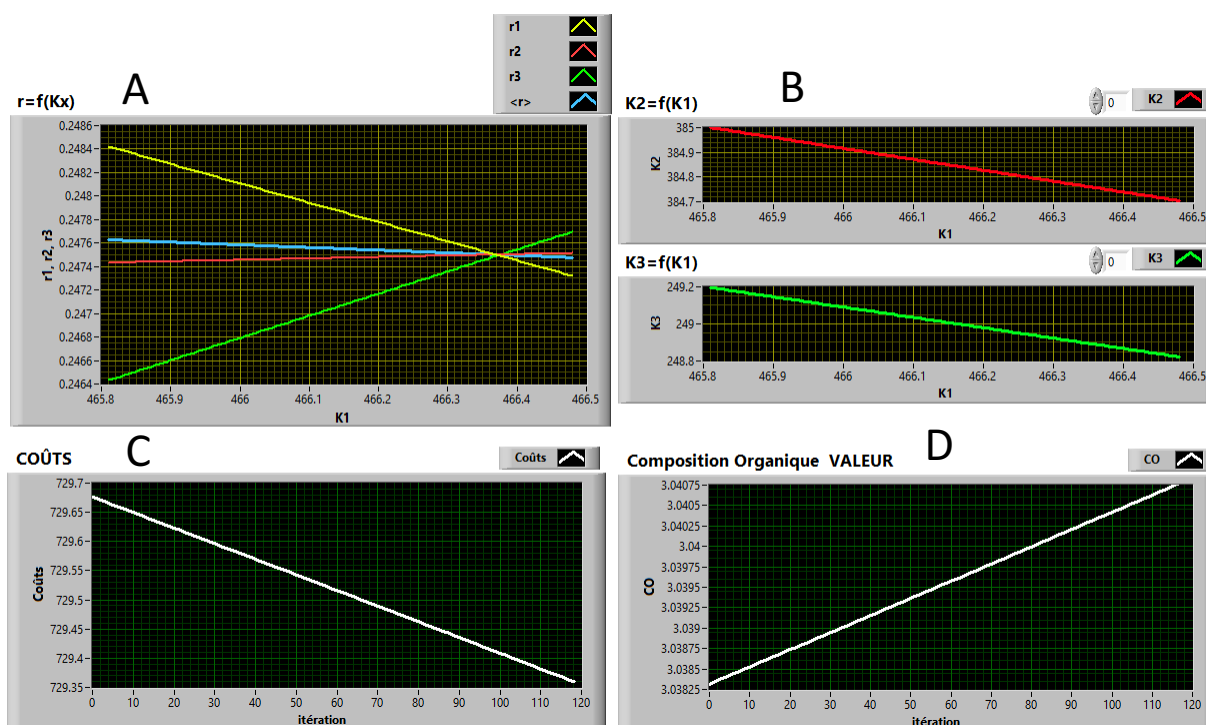 r1
r2
r3
<r>
A
r=f(Kx)
0.2486
0.2484
0.2482
0.248
0.2478
0.2476
0.2474
0.2472
0.247
0.2468
0.2466
0.2464
r1, r2, r3
465.8 465.9 466 466.1 466.2 466.3 466.4 466.5
K1
B
K2=f(K1)
0
K2
385
384.9
384.8
384.7
K2
465.8 465.9 466 466.1 466.2 466.3 466.4 466.5
K1
K3=f(K1)
0
K3
249.2
249
248.8
K3
465.8 465.9 466 466.1 466.2 466.3 466.4 466.5
K1
COÛTS
C
Coûts
729.7
729.65
729.6
729.55
729.5
729.45
729.4
729.35
Coûts
0 10 20 30 40 50 60 70 80 90 100 110 120
itération
Composition Organique VALEUR
D
CO
3.04075
3.0405
3.04025
3.04
3.03975
3.0395
3.03925
3.039
3.03875
3.0385
3.03825
CO
0 10 20 30 40 50 60 70 80 90 100 110 120
itération